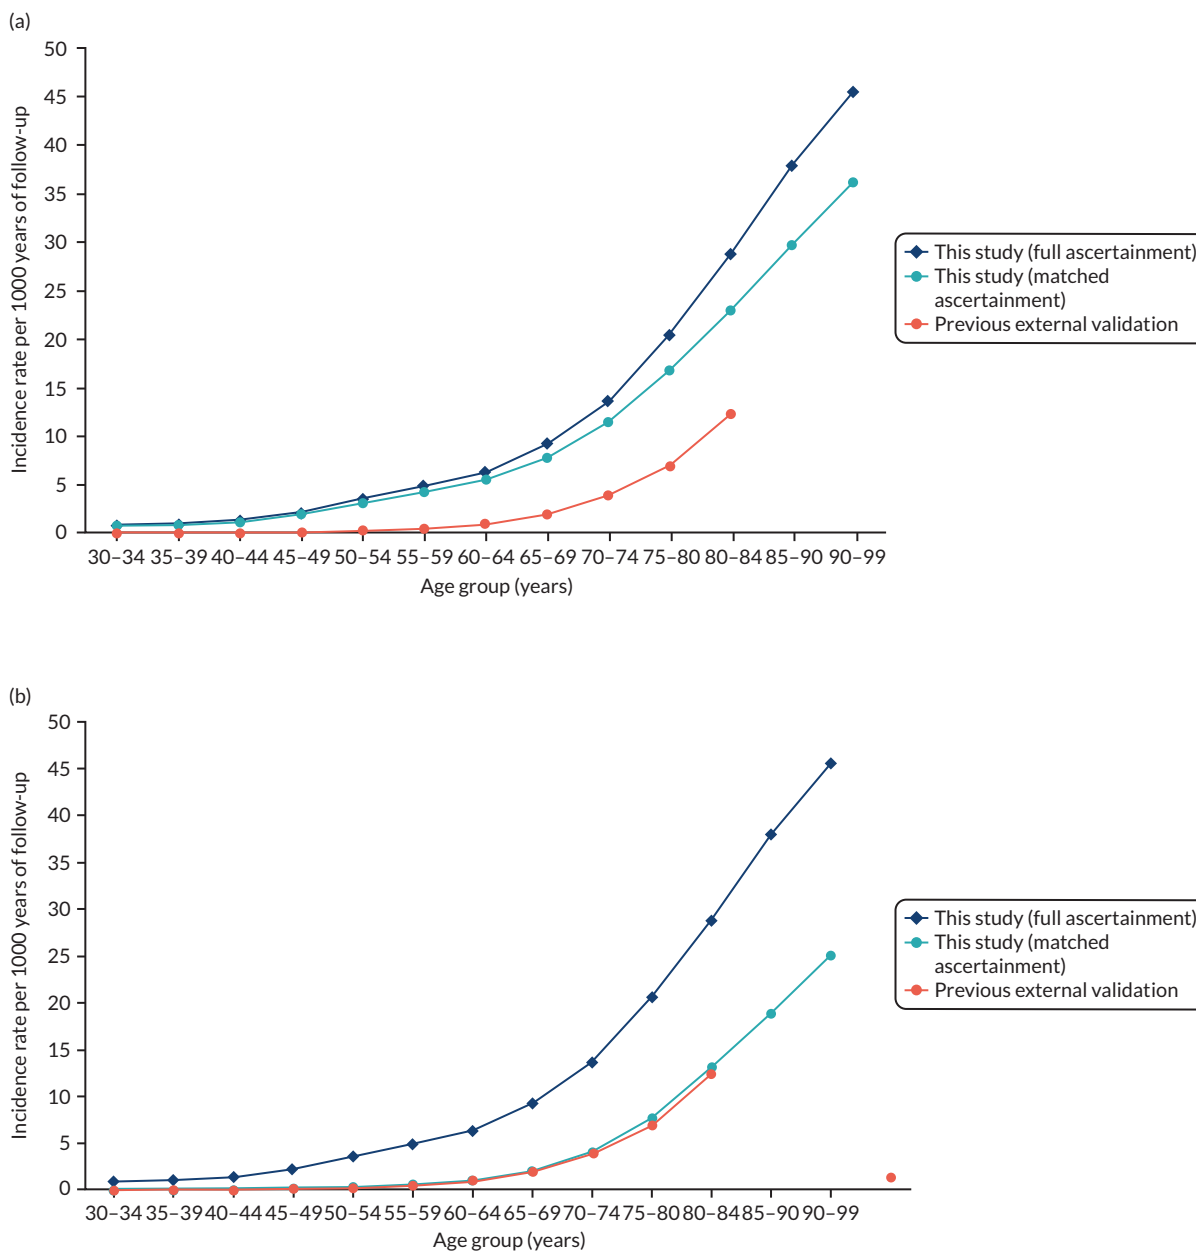 (a)
50
45
40
35
30
25
20
15
10
5
0
Incidence rate per 1000 years of follow-up
30–34 35–39 40–44 45–49 50–54 55–59 60–64 65–69 70–74 75–80 80–84 85–90 90–99
Age group (years)
This study (full ascertainment)
This study (matched
ascertainment)
Previous external validation
(b)
50
45
40
35
30
25
20
15
10
5
0
Incidence rate per 1000 years of follow-up
30–34 35–39 40–44 45–49 50–54 55–59 60–64 65–69 70–74 75–80 80–84 85–90 90–99
Age group (years)
This study (full ascertainment)
This study (matched
ascertainment)
Previous external validation